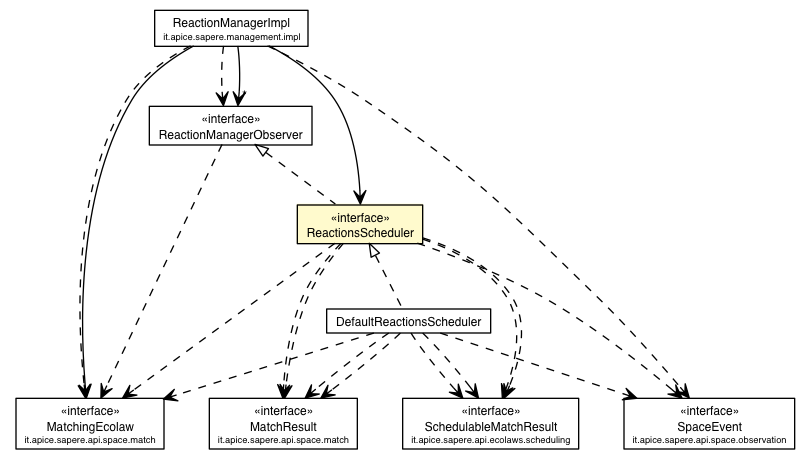 ReactionManagerImpl
it.apice.sapere.management.impl
«interface»
ReactionManagerObserver
«interface»
ReactionsScheduler
DefaultReactionsScheduler
«interface»
MatchingEcolaw
it.apice.sapere.api.space.match
«interface»
MatchResult
it.apice.sapere.api.space.match
«interface»
SchedulableMatchResult
it.apice.sapere.api.ecolaws.scheduling
«interface»
SpaceEvent
it.apice.sapere.api.space.observation